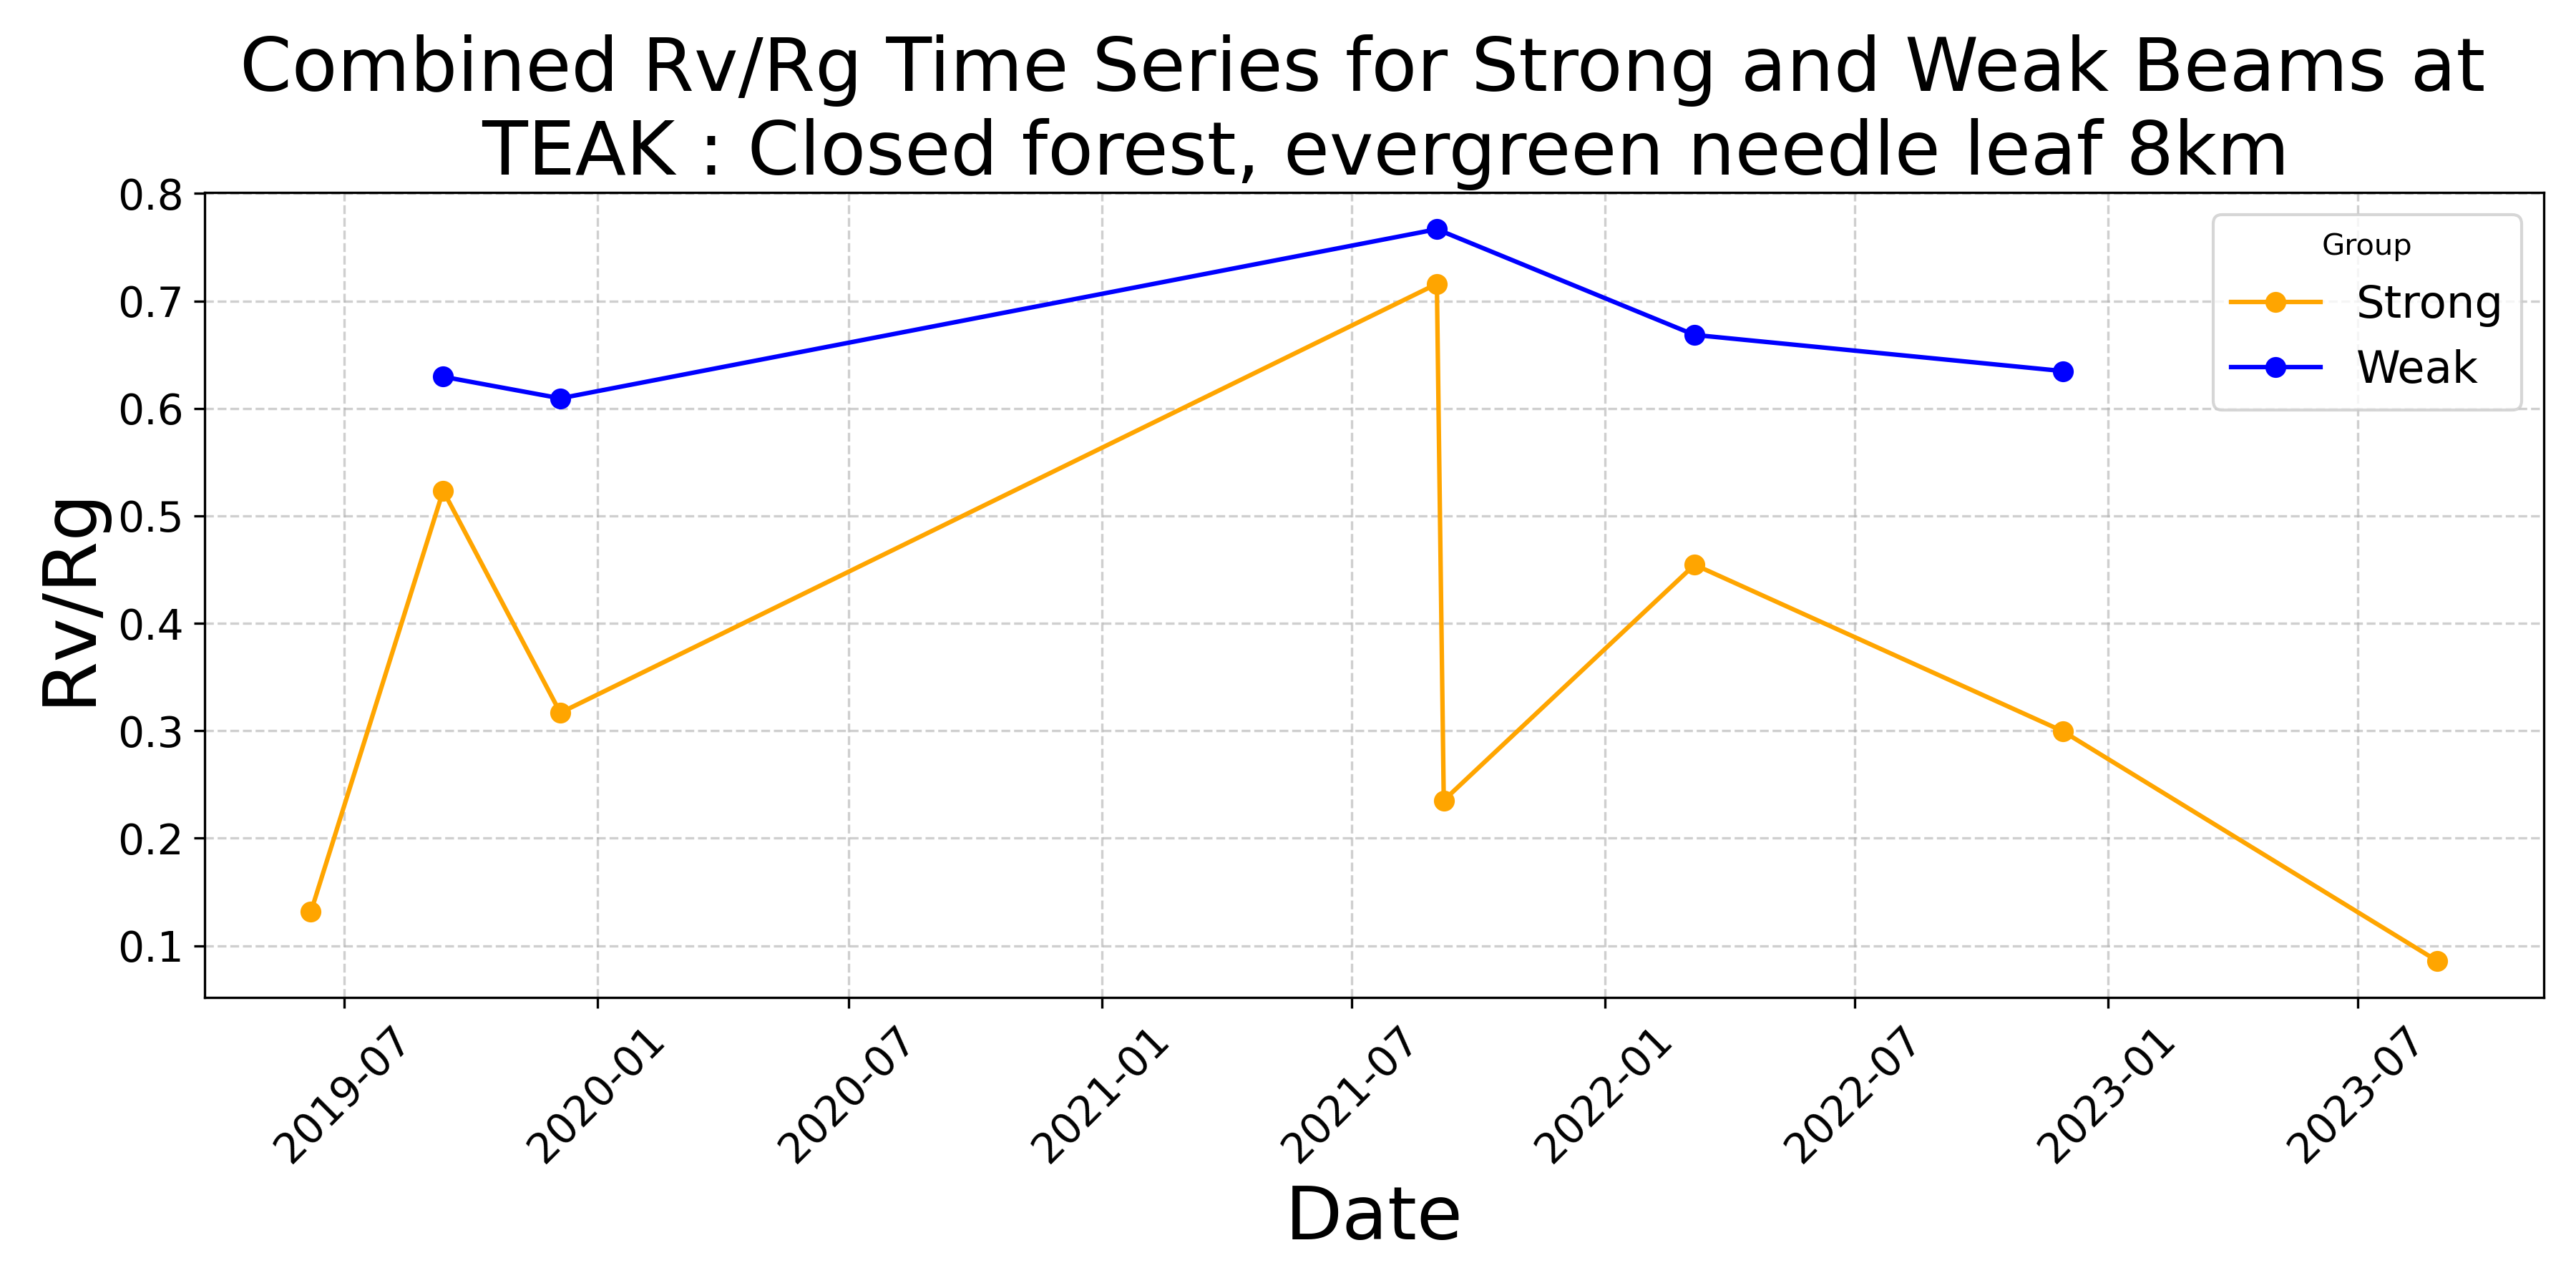 Combined Rv/Rg Time Series for Strong and Weak Beams at
TEAK : Closed forest, evergreen needle leaf 8km
Rv/Rg
0.8
0.7
0.6
0.5
0.4
0.3
0.2
0.1
Group
Strong
Weak
2019-07
2020-01
2020-07
2021-01
2021-07
2022-01
2022-07
2023-01
2023-07
Date